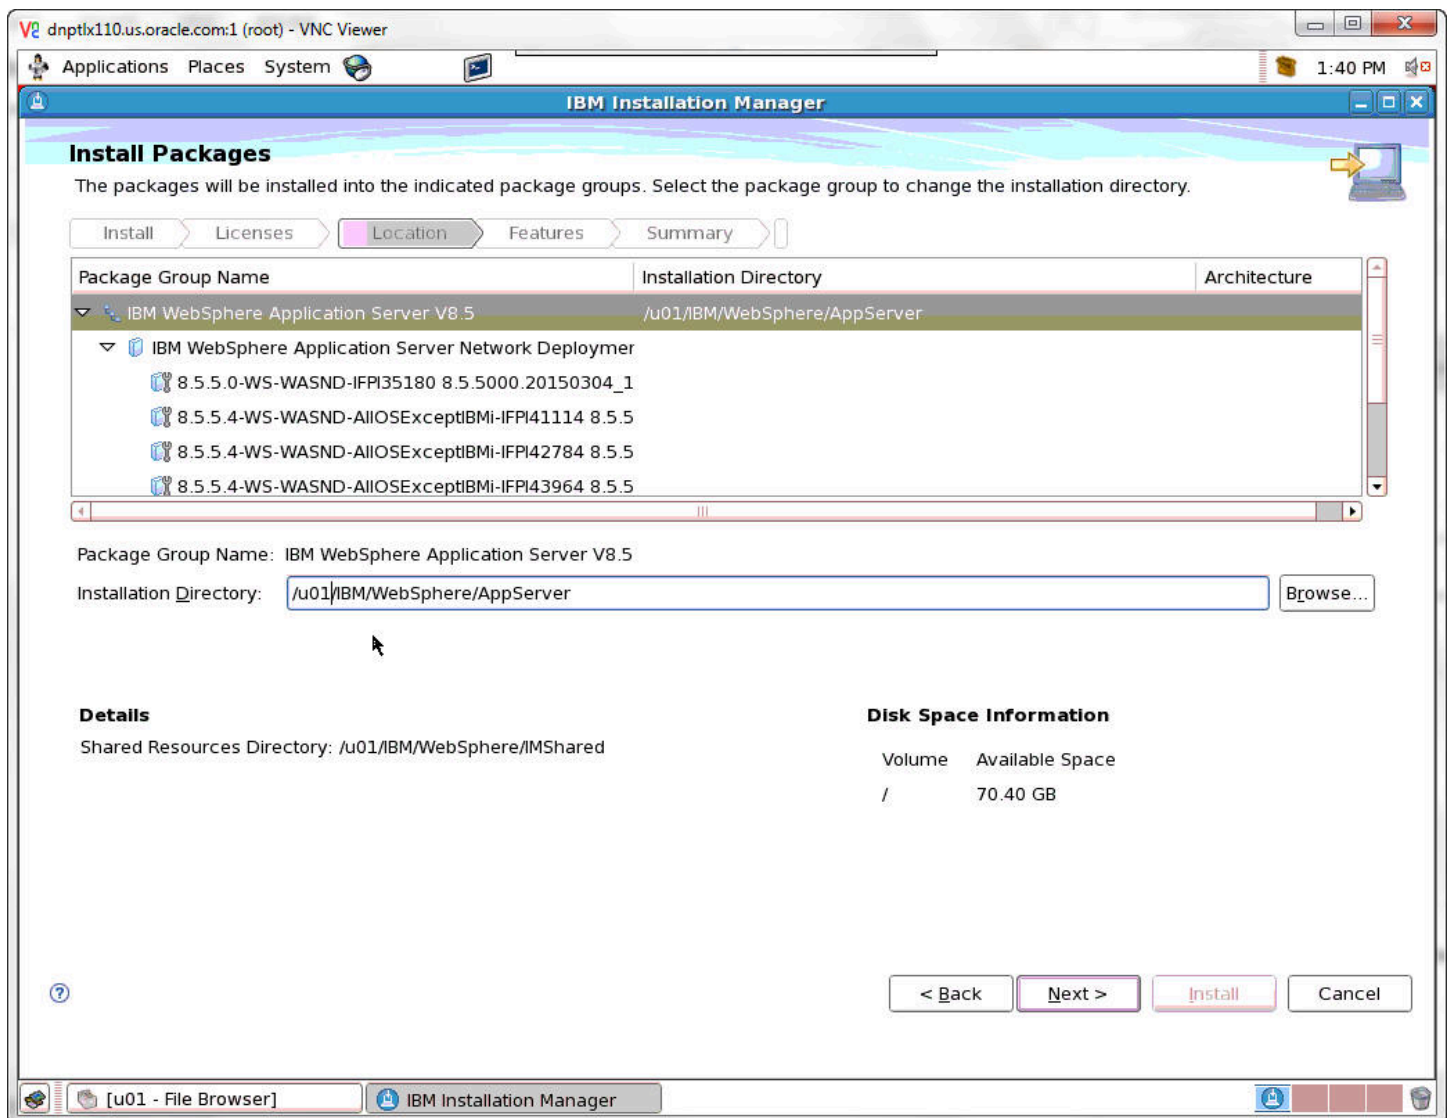 dnptlx110.us.oracle.com:1 (root) - VNC Viewer
Applications Places System 1:40 PM
IBM Installation Manager
Install Packages
The packages will be installed into the indicated package groups. Select the package group to change the installation directory.
Install Licenses Location Features Summary
Package Group Name Installation Directory Architecture
IBM WebSphere Application Server V8.5 /u01/IBM/WebSphere/AppServer
IBM WebSphere Application Server Network Deploymer
8.5.5.0-WS-WASND-IFPI35180 8.5.5000.20150304_1
8.5.5.4-WS-WASND-AllOSExceptIBMi-IFPI41114 8.5.5
8.5.5.4-WS-WASND-AllOSExceptIBMi-IFPI42784 8.5.5
8.5.5.4-WS-WASND-AllOSExceptIBMi-IFPI43964 8.5.5
Package Group Name: IBM WebSphere Application Server V8.5
Installation Directory: /u01/IBM/WebSphere/AppServer Browse...
Details Disk Space Information
Shared Resources Directory: /u01/IBM/WebSphere/IMShared
Volume Available Space
/ 70.40 GB
? < Back Next > Install Cancel
[u01 - File Browser] IBM Installation Manager